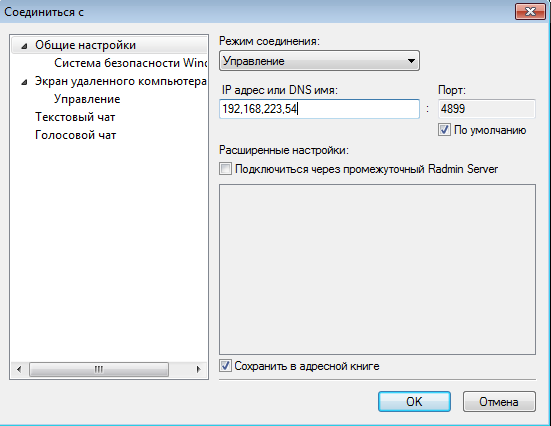 Соединиться с
Общие настройки
Система безопасности Winc
Экран удаленного компьютера
Управление
Текстовый чат
Голосовой чат
Режим соединения:
Управление
IP адрес или DNS имя:
Порт:
192,168,223,54
:
4899
По умолчанию
Расширенные настройки:
Подключиться через промежуточный Radmin Server
Сохранить в адресной книге
OK
Отмена